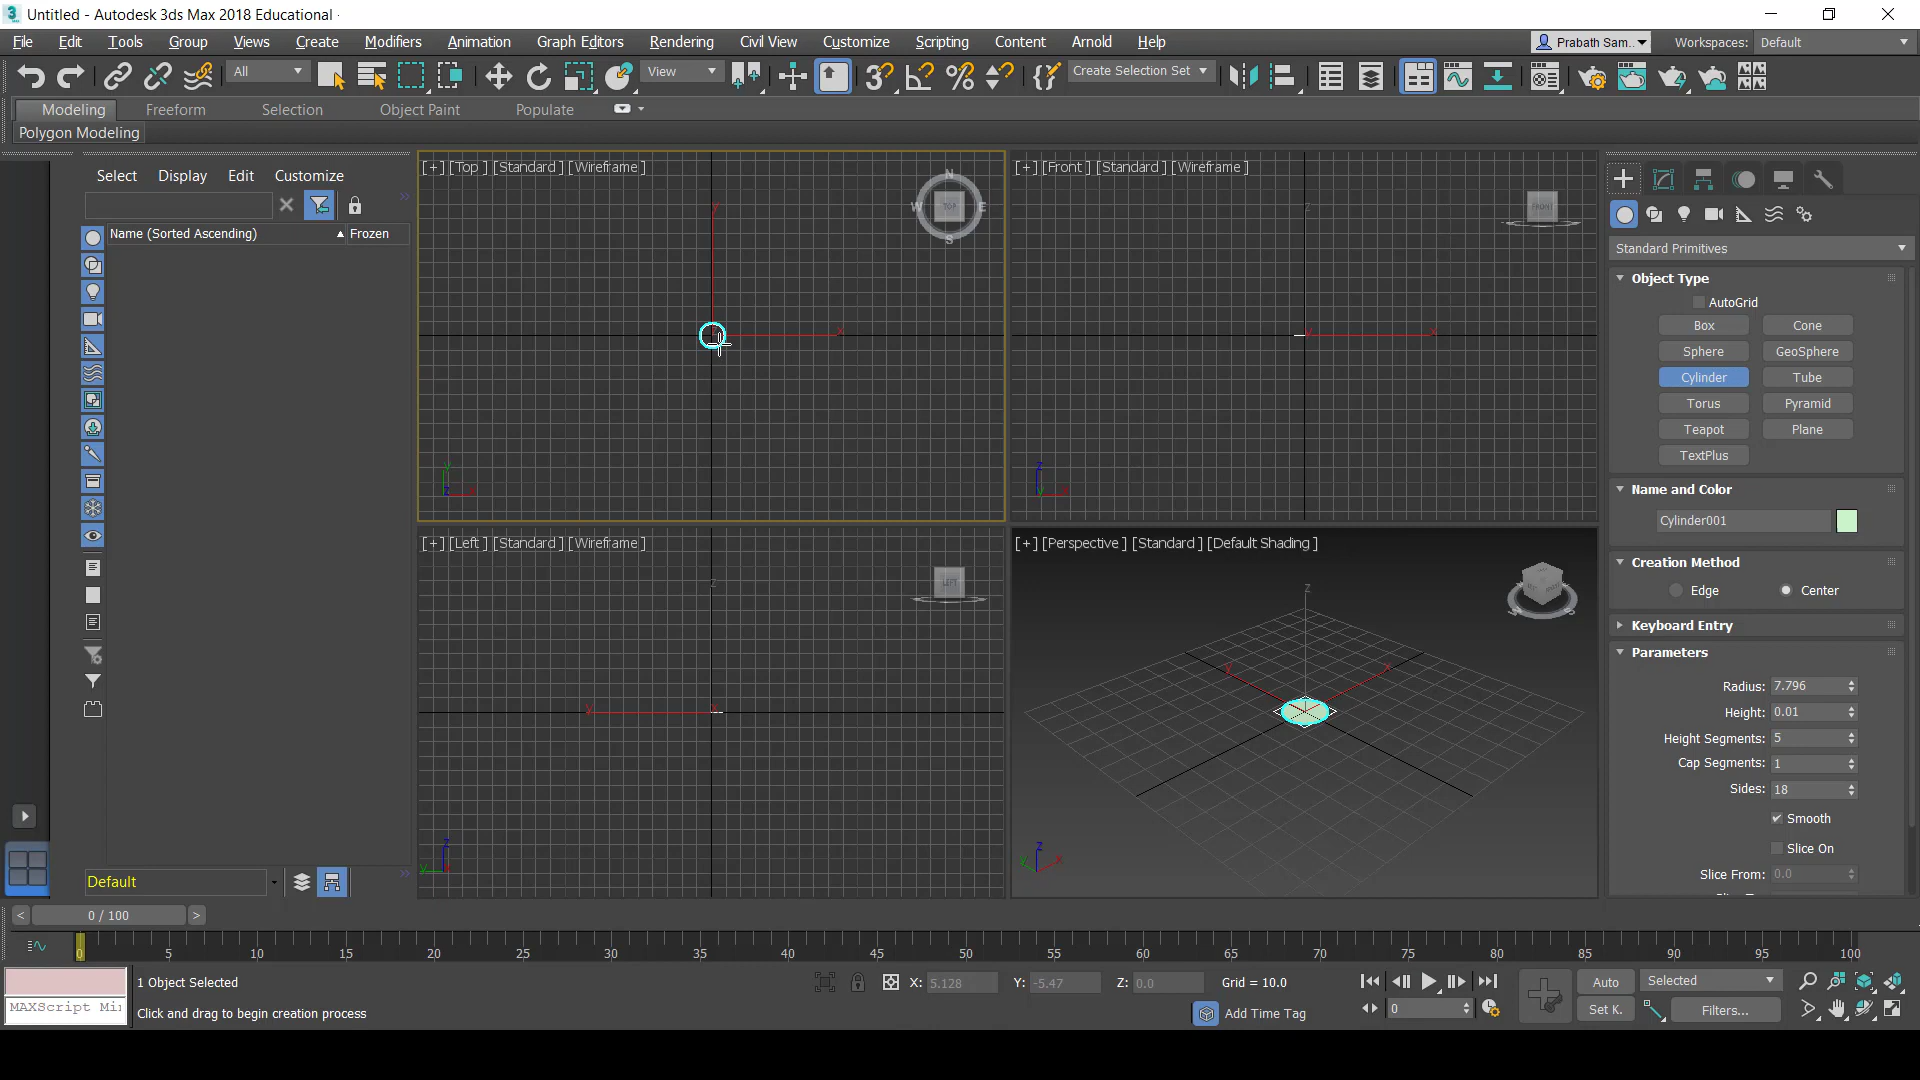 Untitled - Autodesk 3ds Max 2018 Educational
File Edit Tools Group Views Create Modifiers Animation Graph Editors Rendering Civil View Customize Scripting Content Arnold Help Prabath Sam.. Workspaces: Default
All View Create Selection Set
Modeling Freeform Selection Object Paint Populate
Polygon Modeling
Select Display Edit Customize
Name (Sorted Ascending) Frozen
Default
[+] [Top ] [Standard ] [Wireframe ]
N
W TOP E
S
y
x
y
z x
[+] [Front ] [Standard ] [Wireframe ]
FRONT
z
x
z
y x
[+] [Left ] [Standard ] [Wireframe ]
LEFT
z
y x
z
y x
[+] [Perspective ] [Standard ] [Default Shading ]
z
y x
z
y x
Standard Primitives
Object Type
AutoGrid
Box Cone
Sphere GeoSphere
Cylinder Tube
Torus Pyramid
Teapot Plane
TextPlus
Name and Color
Cylinder001
Creation Method
Edge Center
Keyboard Entry
Parameters
Radius: 7.796
Height: 0.01
Height Segments: 5
Cap Segments: 1
Sides: 18
Smooth
Slice On
Slice From: 0.0
< 0 / 100 >
0 5 10 15 20 25 30 35 40 45 50 55 60 65 70 75 80 85 90 95 100
1 Object Selected X: 5.128 Y: -5.47 Z: 0.0 Grid = 10.0 Auto Selected
MAXScript Mi Click and drag to begin creation process Add Time Tag 0 Set K. Filters...